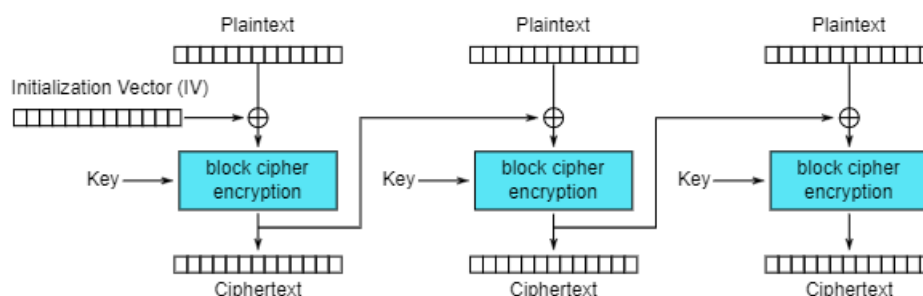 Plaintext
Plaintext
Plaintext
Initialization Vector (IV)
Key
block cipher
encryption
Key
block cipher
encryption
Key
block cipher
encryption
Ciphertext
Ciphertext
Ciphertext